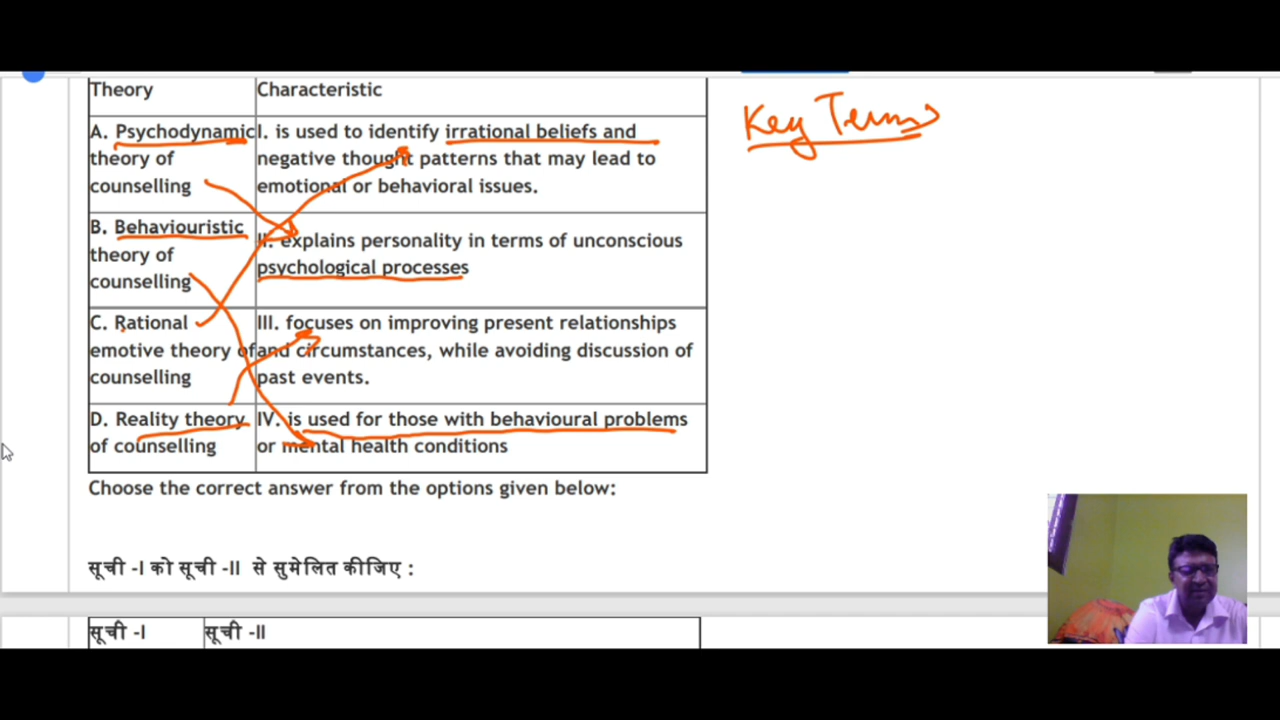 Theory Characteristic
A. Psychodynamic I. is used to identify irrational beliefs and
theory of negative thought patterns that may lead to
counselling emotional or behavioral issues.
B. Behaviouristic
theory of
counselling
II. explains personality in terms of unconscious
psychological processes
C. Rational III. focuses on improving present relationships
emotive theory of and circumstances, while avoiding discussion of
counselling past events.
D. Reality theory IV. is used for those with behavioural problems
of counselling or mental health conditions
Choose the correct answer from the options given below:
सूची -I को सूची -II से सुमेलित कीजिए :
सूची -I सूची -II
Key Terms